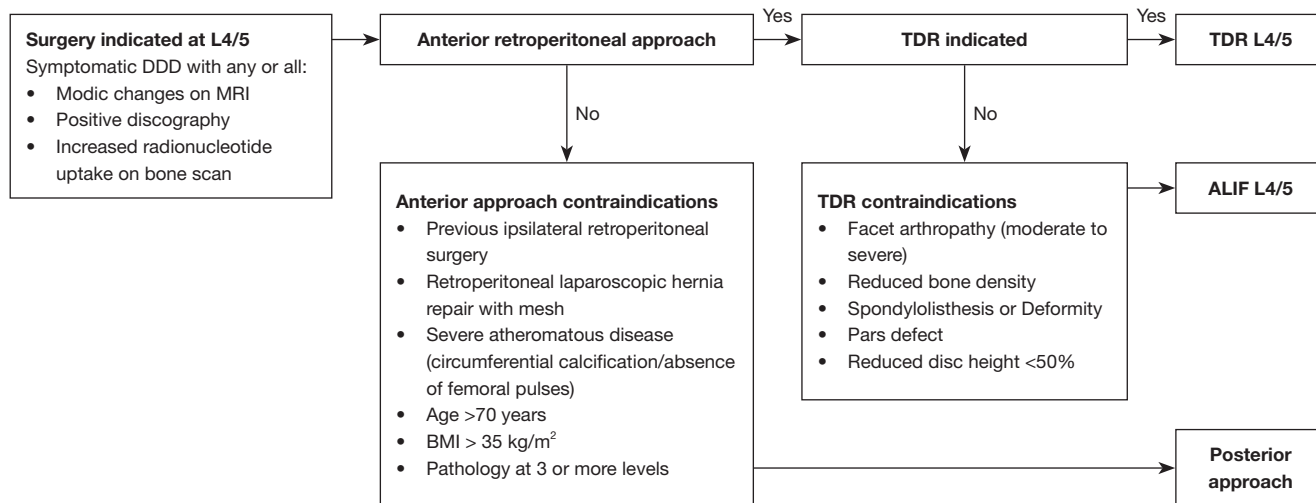 Surgery indicated at L4/5
Symptomatic DDD with any or all:
• Modic changes on MRI
• Positive discography
• Increased radionucleotide
uptake on bone scan
Anterior retroperitoneal approach
Yes
TDR indicated
Yes
TDR L4/5
No
No
Anterior approach contraindications
• Previous ipsilateral retroperitoneal
surgery
• Retroperitoneal laparoscopic hernia
repair with mesh
• Severe atheromatous disease
(circumferential calcification/absence
of femoral pulses)
• Age >70 years
• BMI > 35 kg/m²
• Pathology at 3 or more levels
TDR contraindications
• Facet arthropathy (moderate to
severe)
• Reduced bone density
• Spondylolisthesis or Deformity
• Pars defect
• Reduced disc height <50%
ALIF L4/5
Posterior
approach